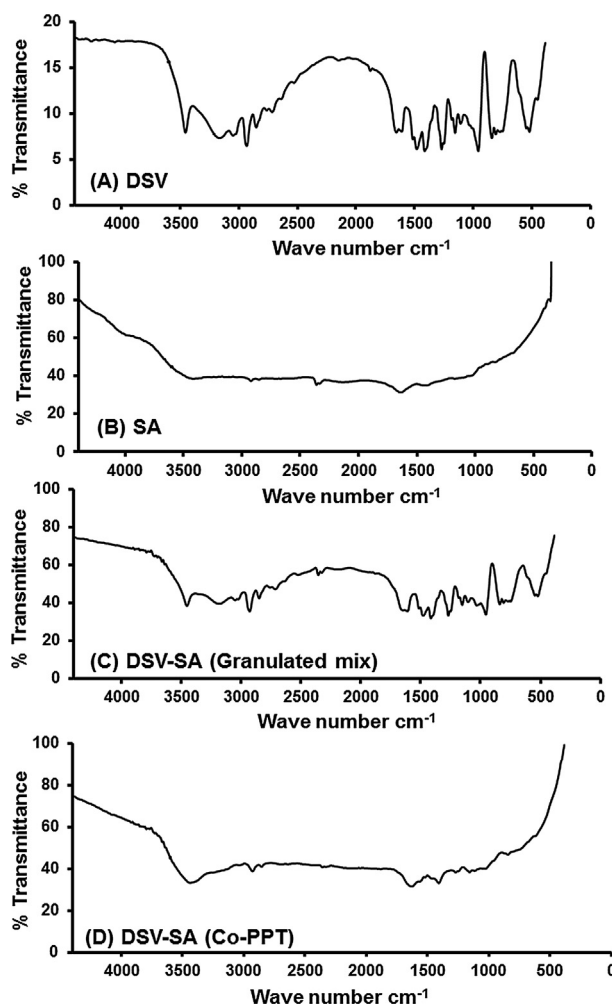 20
15
10
5
0
% Transmittance
(A) DSV
4000 3500 3000 2500 2000 1500 1000 500 0
Wave number cm-1
100
80
60
40
20
0
% Transmittance
(B) SA
4000 3500 3000 2500 2000 1500 1000 500 0
Wave number cm-1
100
80
60
40
20
0
% Transmittance
(C) DSV-SA (Granulated mix)
4000 3500 3000 2500 2000 1500 1000 500 0
Wave number cm-1
100
80
60
40
20
0
% Transmittance
(D) DSV-SA (Co-PPT)
4000 3500 3000 2500 2000 1500 1000 500 0
Wave number cm-1